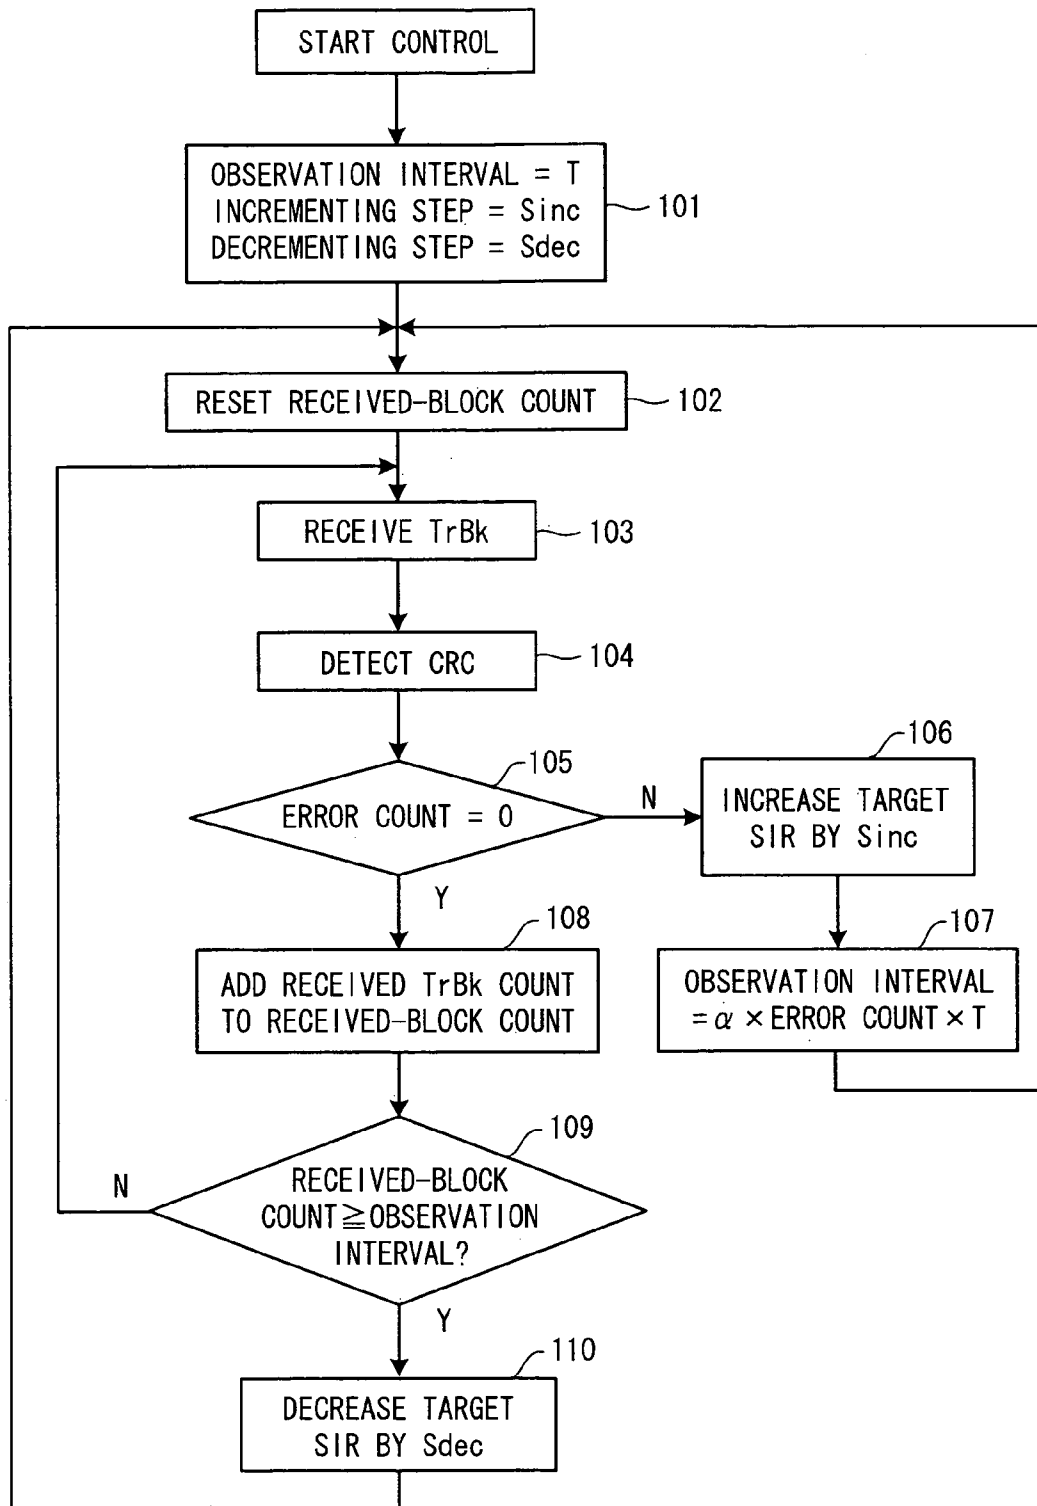 START CONTROL
OBSERVATION INTERVAL = T
INCREMENTING STEP = Sinc
DECREMENTING STEP = Sdec
101
RESET RECEIVED-BLOCK COUNT
102
RECEIVE TrBk
103
DETECT CRC
104
105
ERROR COUNT = 0
N
Y
106
INCREASE TARGET
SIR BY Sinc
107
OBSERVATION INTERVAL
=α×ERROR COUNT×T
108
ADD RECEIVED TrBk COUNT
TO RECEIVED-BLOCK COUNT
109
RECEIVED-BLOCK
COUNT≧OBSERVATION
INTERVAL?
N
Y
110
DECREASE TARGET
SIR BY Sdec